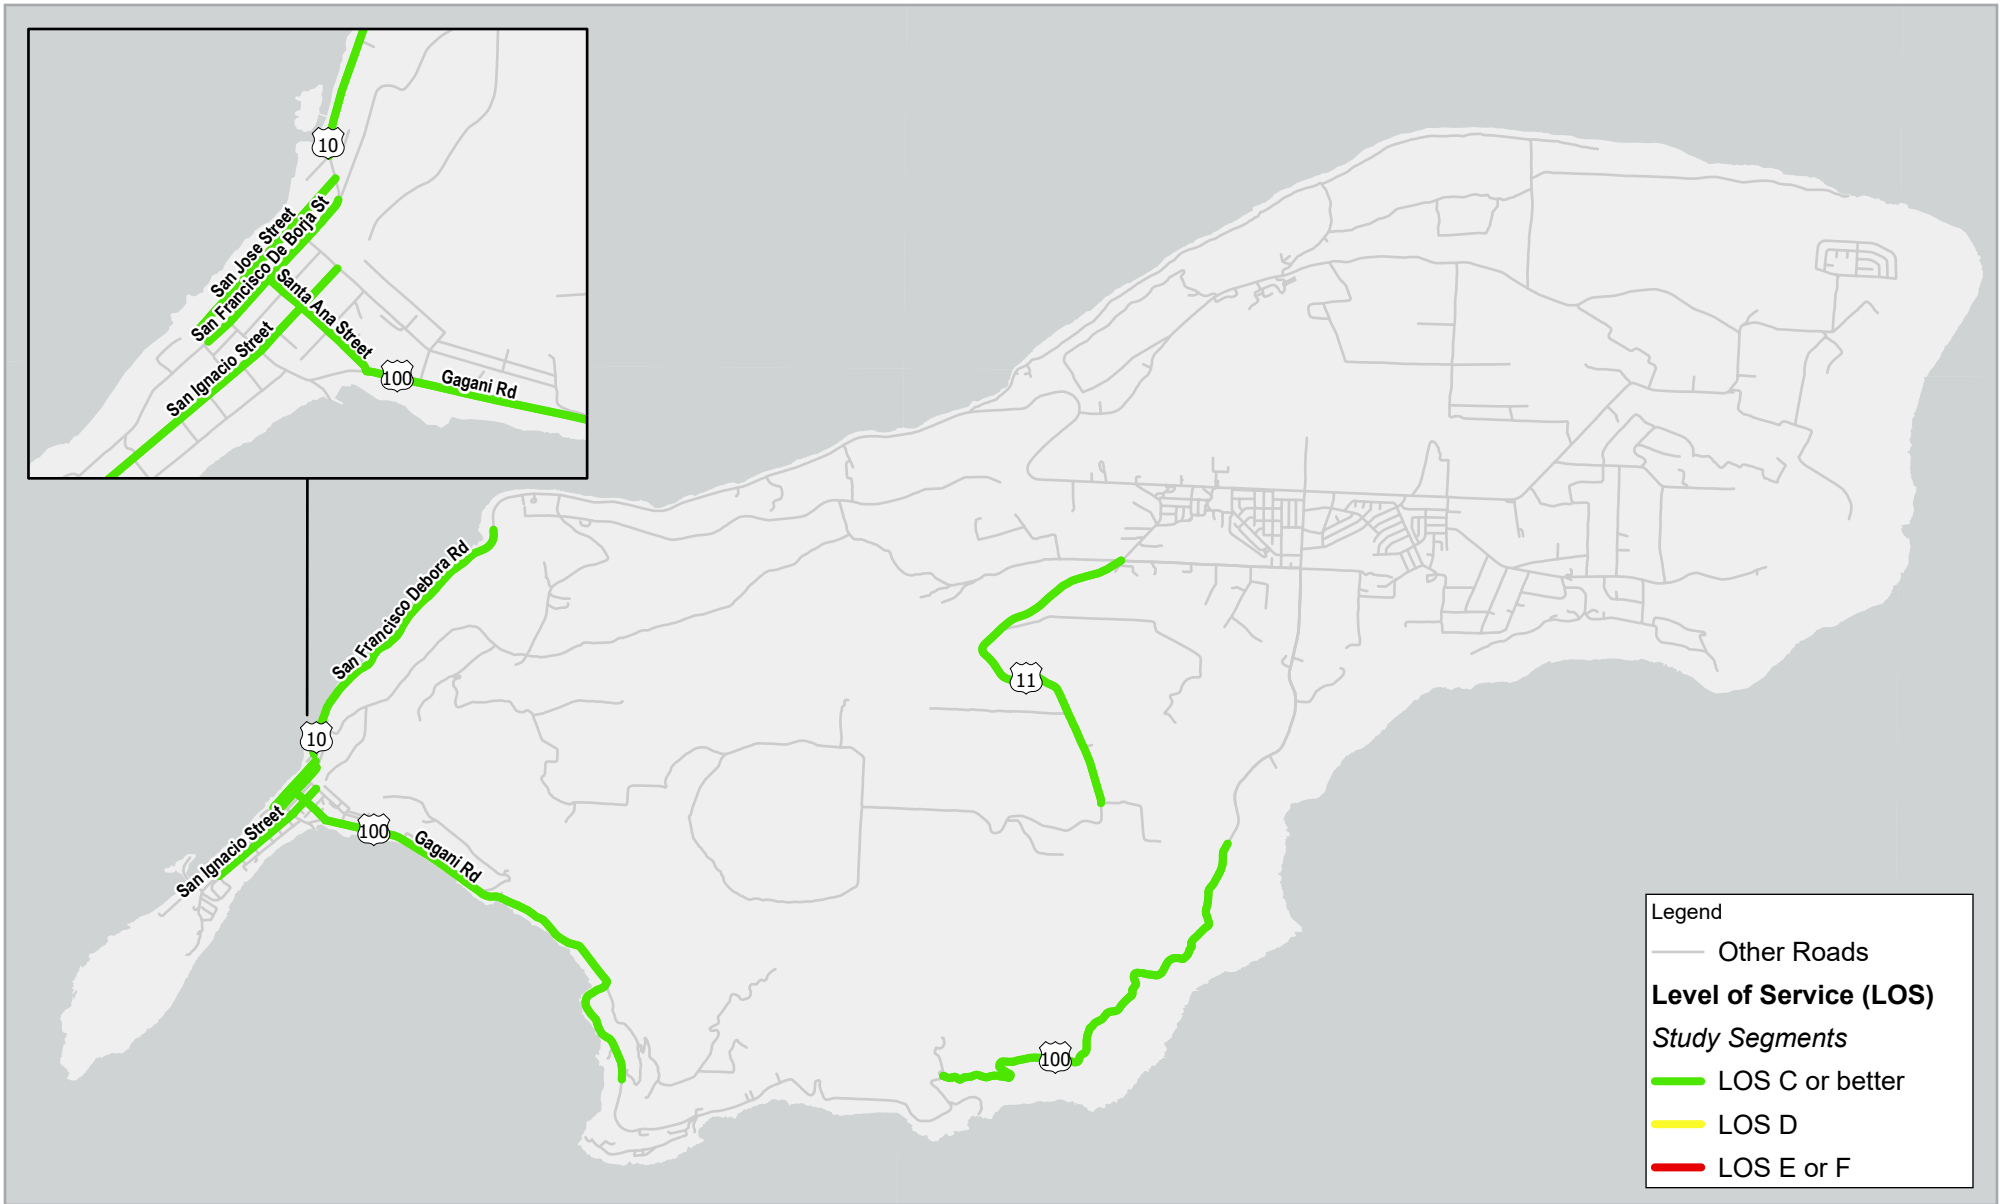 10
San Jose Street
San Francisco De Borja St
Santa Ana Street
San Ignacio Street
100
Gagani Rd
San Francisco Debora Rd
11
10
San Ignacio Street
100
Gagani Rd
100
Legend
Other Roads
Level of Service (LOS)
Study Segments
LOS C or better
LOS D
LOS E or F